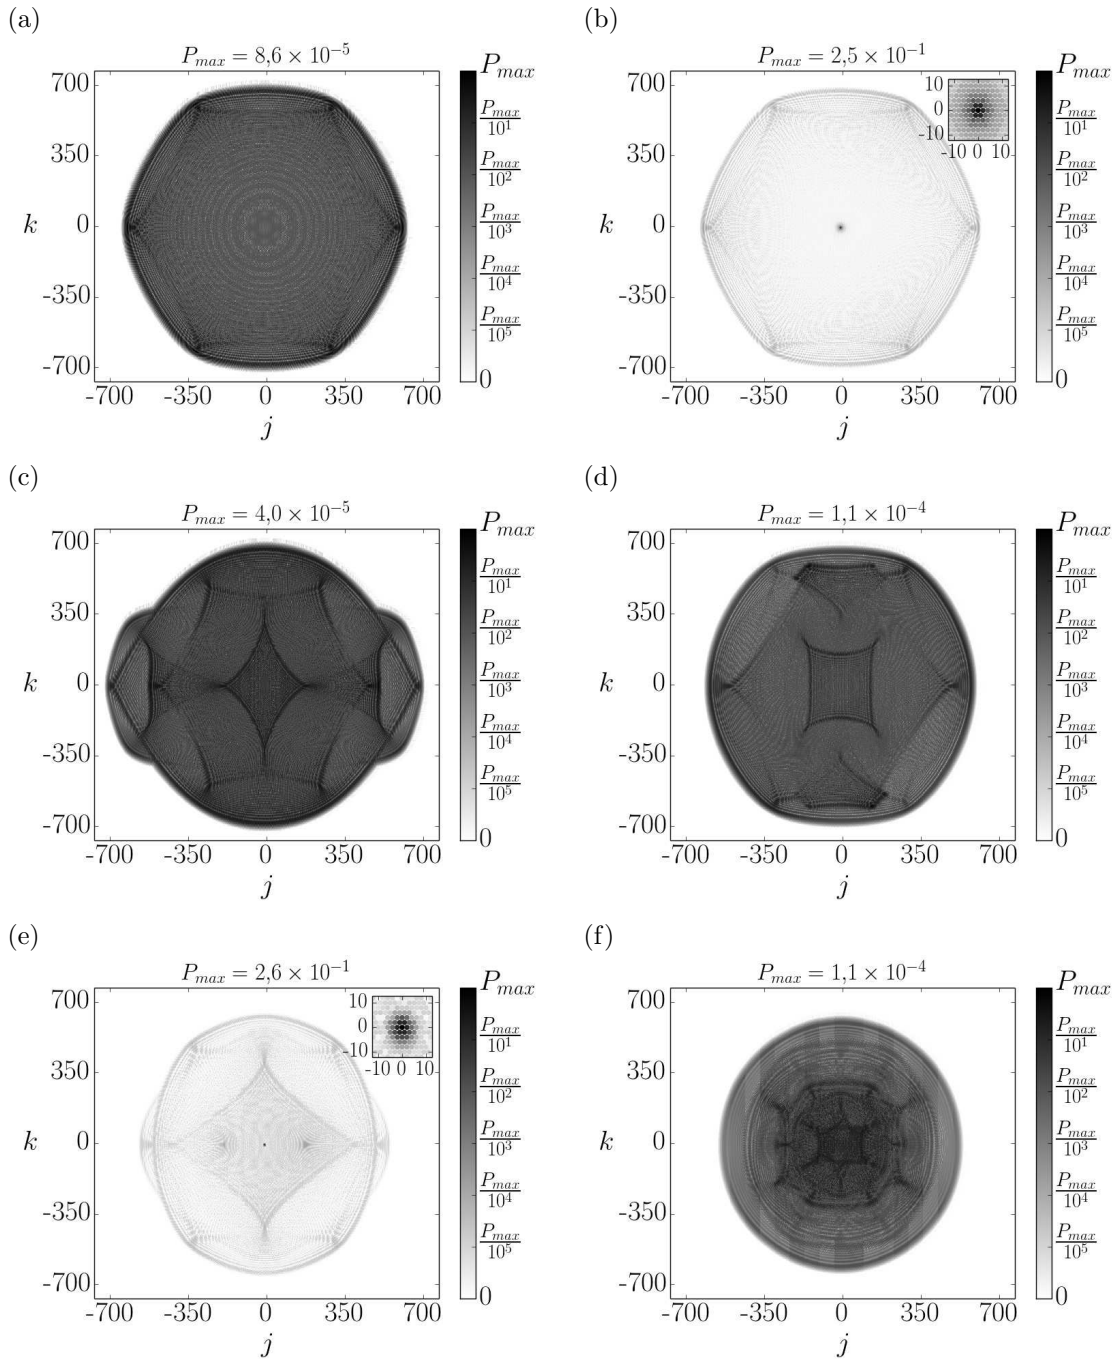 (a)
P_max = 8,6 × 10^-5
700
350
0
-350
-700
k
-700 -350 0 350 700
j
P_max
P_max/10^1
P_max/10^2
P_max/10^3
P_max/10^4
P_max/10^5
0
(b)
P_max = 2,5 × 10^-1
700
350
0
-350
-700
k
-700 -350 0 350 700
j
10
0
-10
-10 0 10
P_max
P_max/10^1
P_max/10^2
P_max/10^3
P_max/10^4
P_max/10^5
0
(c)
P_max = 4,0 × 10^-5
700
350
0
-350
-700
k
-700 -350 0 350 700
j
P_max
P_max/10^1
P_max/10^2
P_max/10^3
P_max/10^4
P_max/10^5
0
(d)
P_max = 1,1 × 10^-4
700
350
0
-350
-700
k
-700 -350 0 350 700
j
P_max
P_max/10^1
P_max/10^2
P_max/10^3
P_max/10^4
P_max/10^5
0
(e)
P_max = 2,6 × 10^-1
700
350
0
-350
-700
k
-700 -350 0 350 700
j
10
0
-10
-10 0 10
P_max
P_max/10^1
P_max/10^2
P_max/10^3
P_max/10^4
P_max/10^5
0
(f)
P_max = 1,1 × 10^-4
700
350
0
-350
-700
k
-700 -350 0 350 700
j
P_max
P_max/10^1
P_max/10^2
P_max/10^3
P_max/10^4
P_max/10^5
0